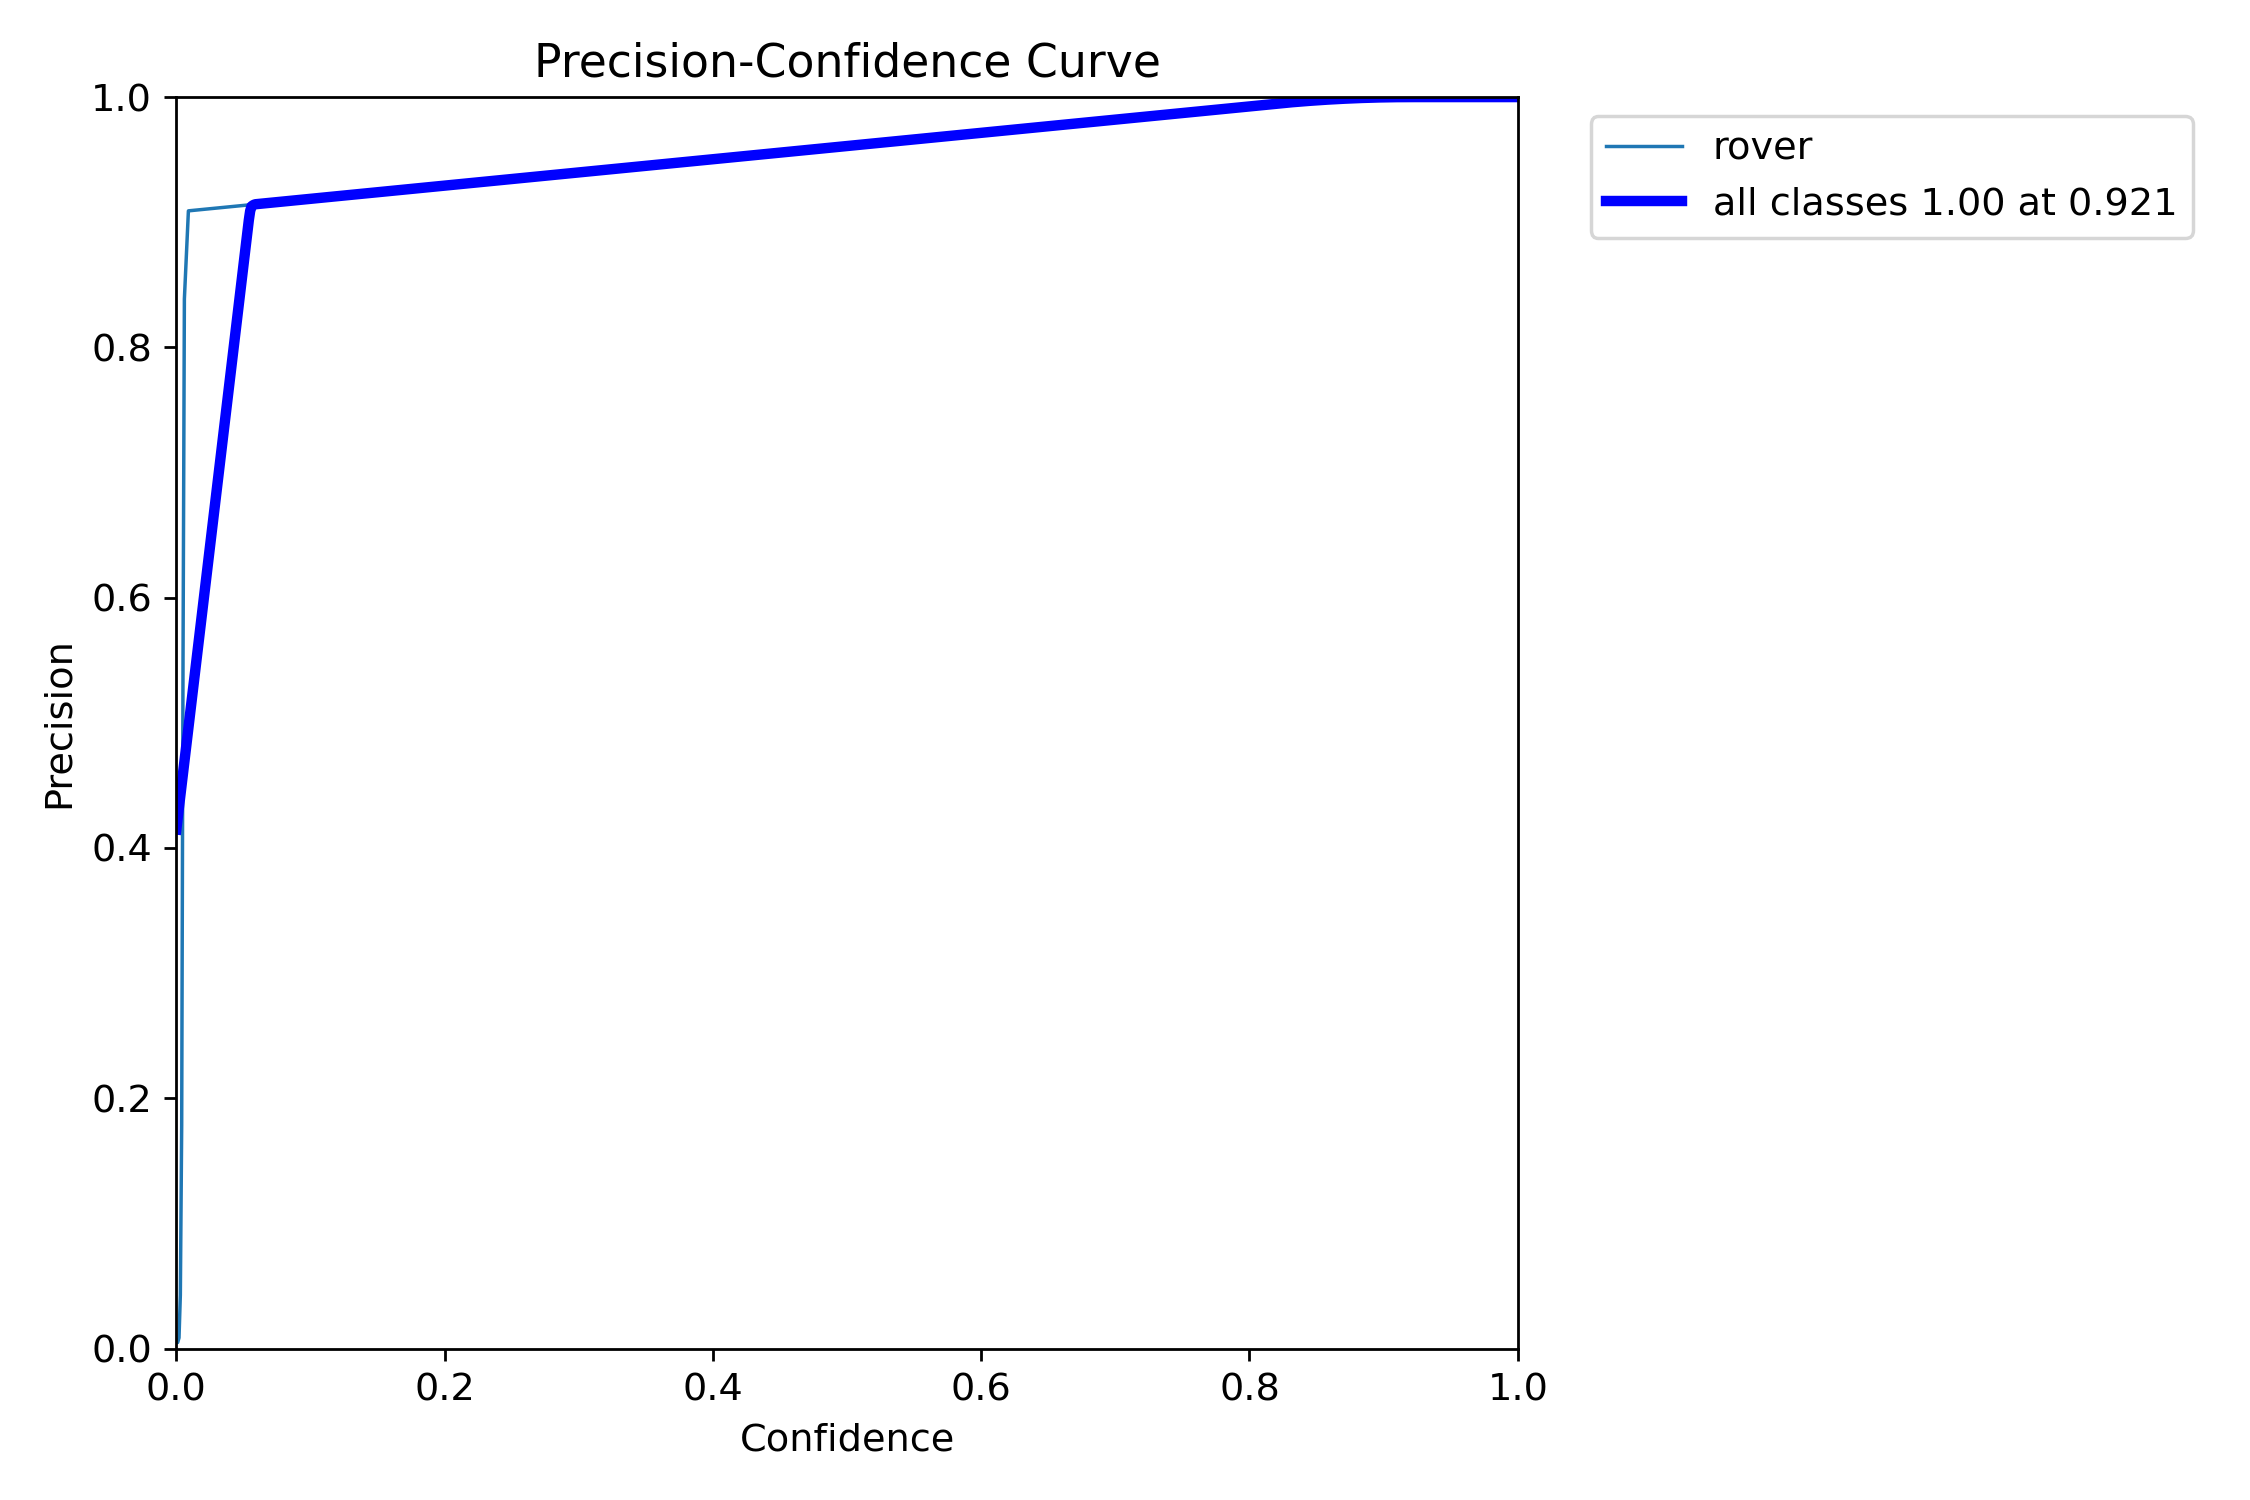 Precision-Confidence Curve
1.0
0.8
0.6
0.4
0.2
0.0
Precision
0.0 0.2 0.4 0.6 0.8 1.0
Confidence
rover
all classes 1.00 at 0.921